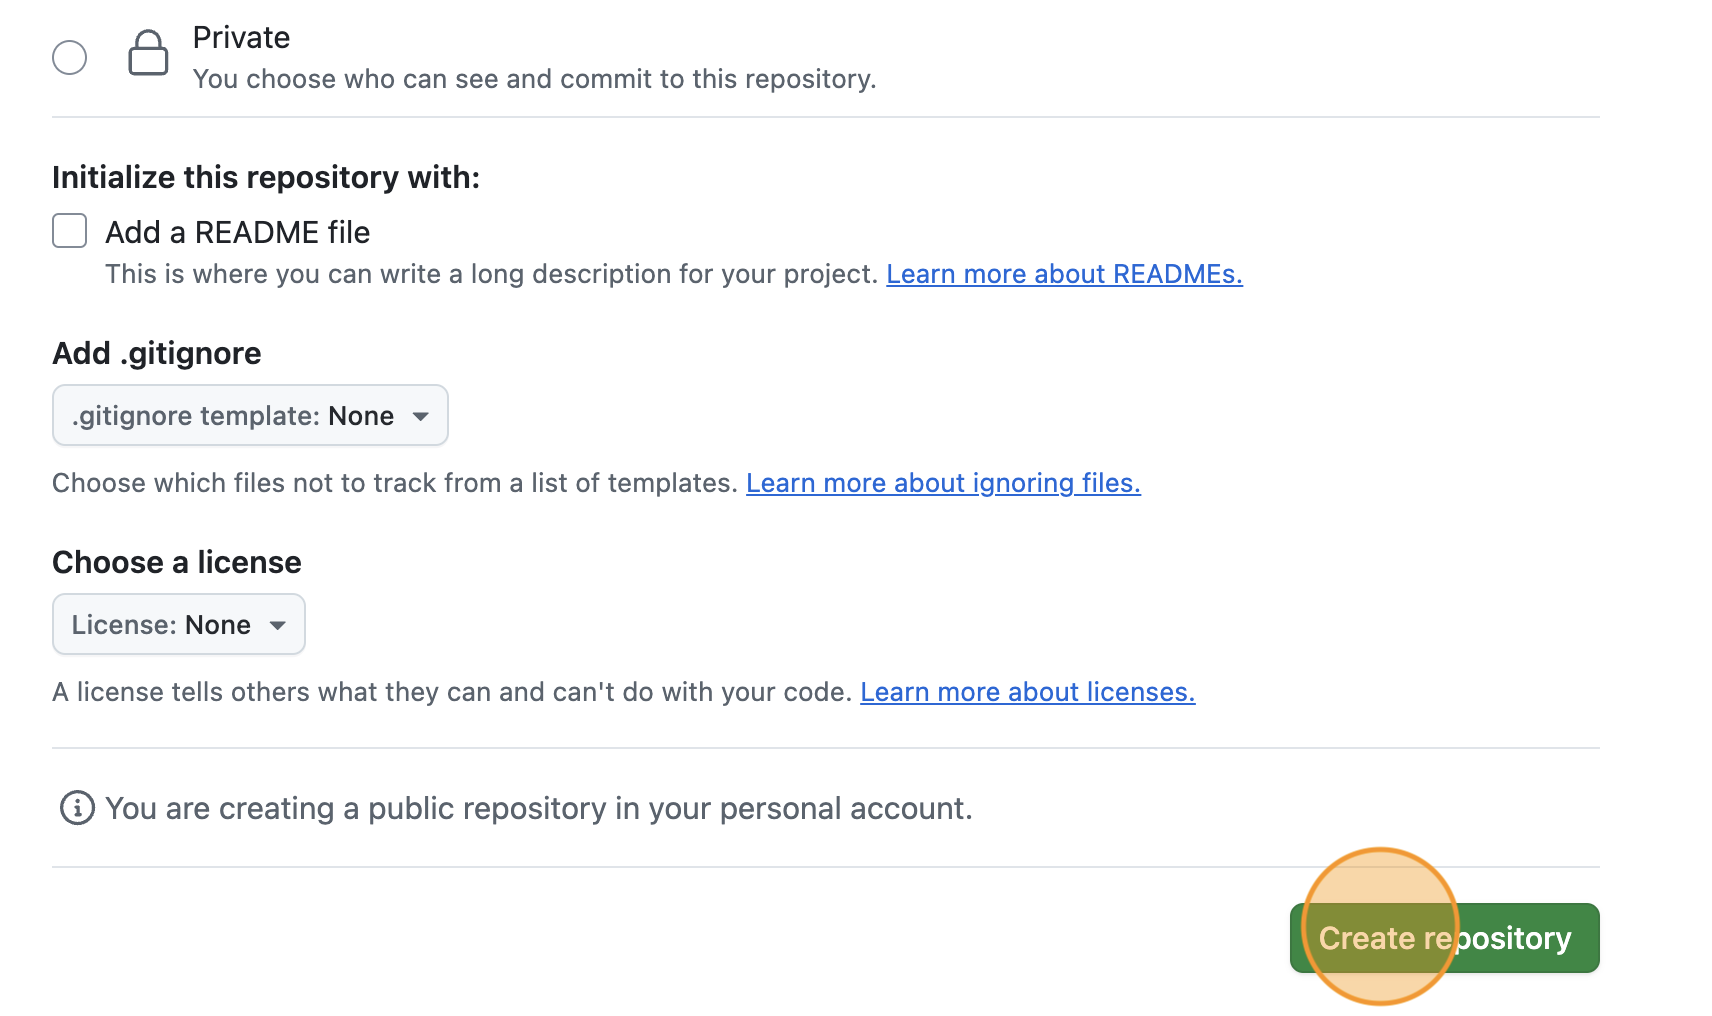 Private
You choose who can see and commit to this repository.
Initialize this repository with:
Add a README file
This is where you can write a long description for your project. Learn more about READMEs.
Add .gitignore
.gitignore template: None
Choose which files not to track from a list of templates. Learn more about ignoring files.
Choose a license
License: None
A license tells others what they can and can't do with your code. Learn more about licenses.
You are creating a public repository in your personal account.
Create repository